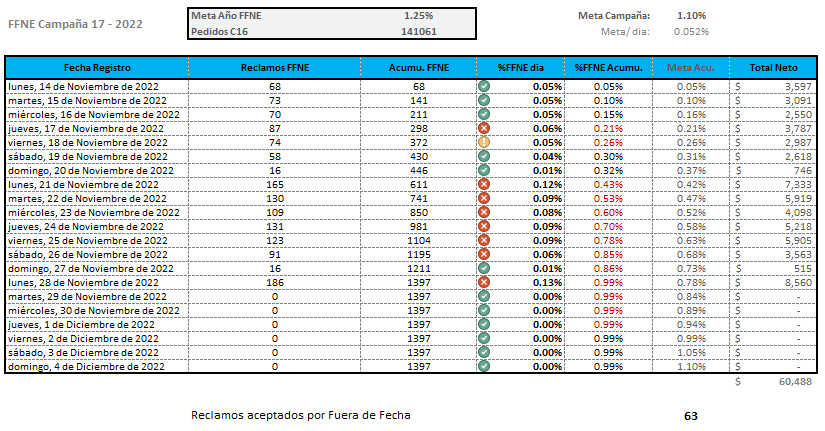 FFNE Campaña 17 - 2022
Meta Año FFNE 1.25% Meta Campaña: 1.10%
Pedidos C16 141061 Meta/ dia: 0.052%
Fecha Registro Reclamos FFNE Acumu. FFNE %FFNE dia %FFNE Acumu. Meta Acu. Total Neto
lunes, 14 de Noviembre de 2022 68 68 0.05% 0.05% 0.05% $ 3,597
martes, 15 de Noviembre de 2022 73 141 0.05% 0.10% 0.10% $ 3,091
miércoles, 16 de Noviembre de 2022 70 211 0.05% 0.15% 0.16% $ 2,550
jueves, 17 de Noviembre de 2022 87 298 0.06% 0.21% 0.21% $ 3,787
viernes, 18 de Noviembre de 2022 74 372 0.05% 0.26% 0.26% $ 2,987
sábado, 19 de Noviembre de 2022 58 430 0.04% 0.30% 0.31% $ 2,618
domingo, 20 de Noviembre de 2022 16 446 0.01% 0.32% 0.37% $ 746
lunes, 21 de Noviembre de 2022 165 611 0.12% 0.43% 0.42% $ 7,333
martes, 22 de Noviembre de 2022 130 741 0.09% 0.53% 0.47% $ 5,919
miércoles, 23 de Noviembre de 2022 109 850 0.08% 0.60% 0.52% $ 4,098
jueves, 24 de Noviembre de 2022 131 981 0.09% 0.70% 0.58% $ 5,218
viernes, 25 de Noviembre de 2022 123 1104 0.09% 0.78% 0.63% $ 5,905
sábado, 26 de Noviembre de 2022 91 1195 0.06% 0.85% 0.68% $ 3,563
domingo, 27 de Noviembre de 2022 16 1211 0.01% 0.86% 0.73% $ 515
lunes, 28 de Noviembre de 2022 186 1397 0.13% 0.99% 0.78% $ 8,560
martes, 29 de Noviembre de 2022 0 1397 0.00% 0.99% 0.84% $ -
miércoles, 30 de Noviembre de 2022 0 1397 0.00% 0.99% 0.89% $ -
jueves, 1 de Diciembre de 2022 0 1397 0.00% 0.99% 0.94% $ -
viernes, 2 de Diciembre de 2022 0 1397 0.00% 0.99% 0.99% $ -
sábado, 3 de Diciembre de 2022 0 1397 0.00% 0.99% 1.05% $ -
domingo, 4 de Diciembre de 2022 0 1397 0.00% 0.99% 1.10% $ -
$ 60,488
Reclamos aceptados por Fuera de Fecha 63